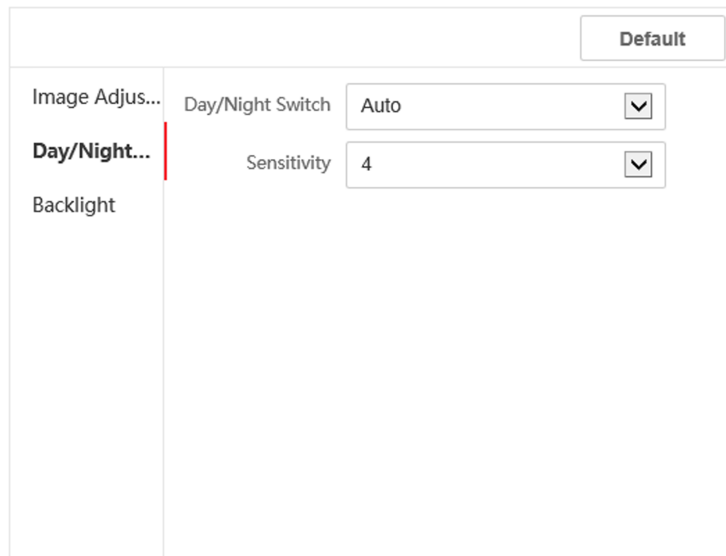 Default
Image Adjus...
Day/Night...
Backlight
Day/Night Switch Auto
Sensitivity 4